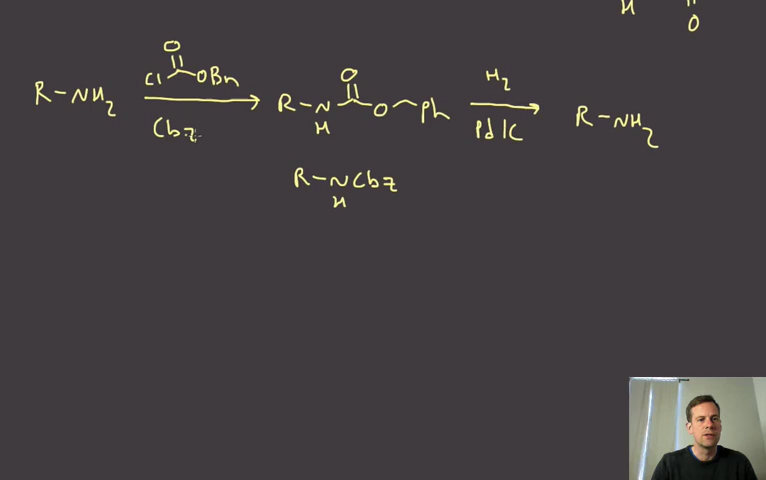 H O
R-NH2 Cl O OBn Cbz R-N H O O Ph H2 Pd/C R-NH2
R-NCbz
H